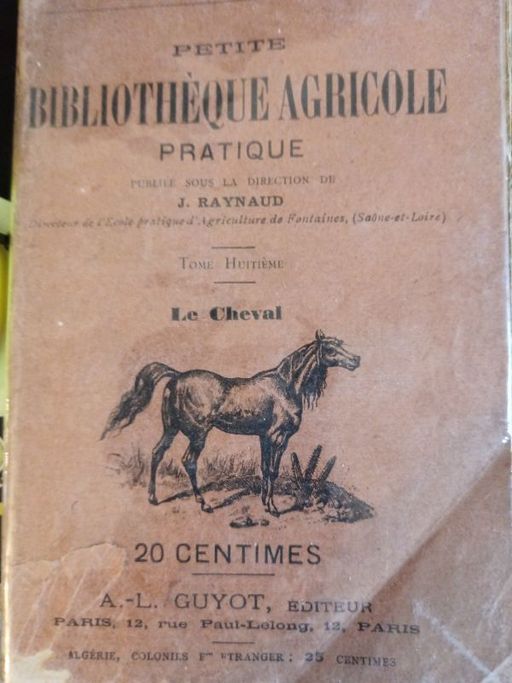 PETITE
BIBLIOTHÈQUE AGRICOLE
PRATIQUE
PUBLIÉE SOUS LA DIRECTION DE
J. RAYNAUD
Directeur de l'Ecole pratique d'Agriculture de Fontaines, (Saône-et-Loire)
TOME HUITIÈME
Le Cheval
20 CENTIMES
A.-L. GUYOT, ÉDITEUR
PARIS, 12, rue Paul-Lelong, 12, PARIS
ALGÉRIE, COLONIES ETRANGER : 25 CENTIMES